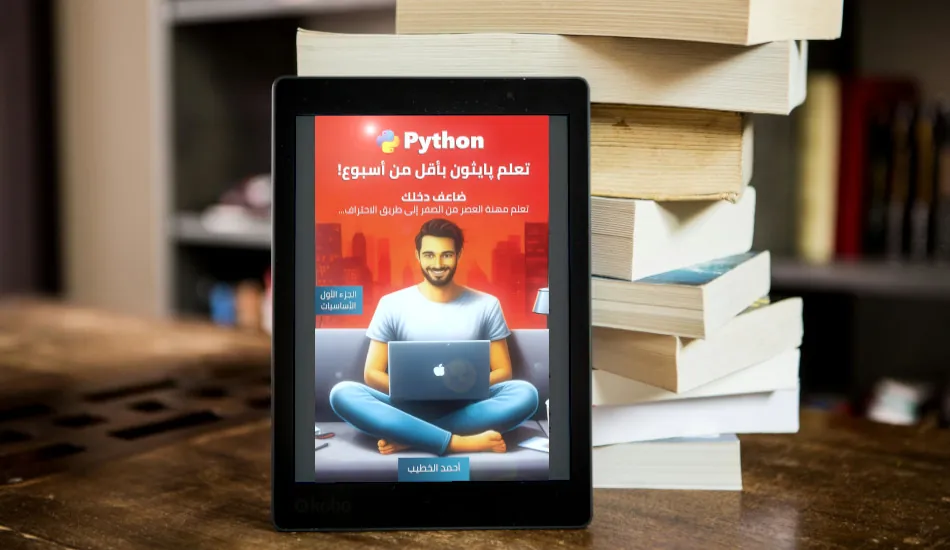 Python
تعلم پايثون بأقل من أسبوع!
ضاعف دخلك
تعلم مهنة العصر من الصفر إلى طريق الاحتراف...
الجزء الأول
الأساسيات
أحمد الخطيب
kobo